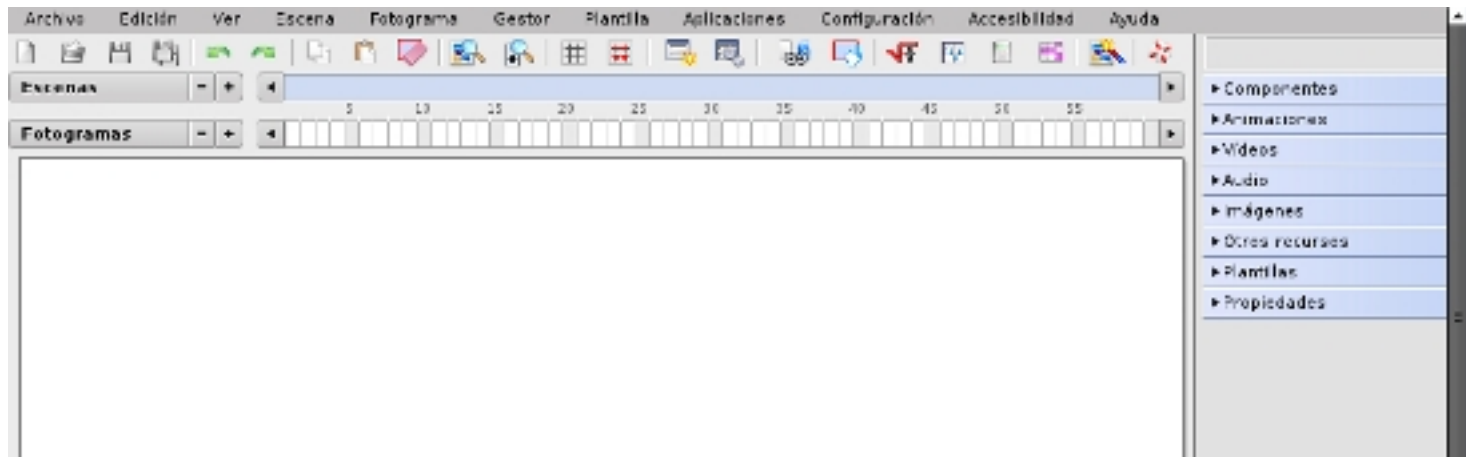 Archivo Edición Ver Escena Fotograma Gestor Plantilla Aplicaciones Configuración Accesibilidad Ayuda
Escenas - +
5 10 15 20 25 30 35 40 45 50 55
Fotogramas - +
Componentes
Animaciones
Vídeos
Audio
Imágenes
Otros recursos
Plantillas
Propiedades